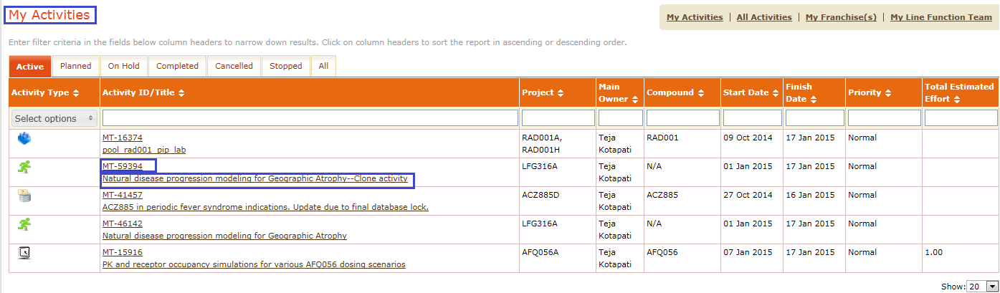 My Activities
My Activities | All Activities | My Franchise(s) | My Line Function Team
Enter filter criteria in the fields below column headers to narrow down results. Click on column headers to sort the report in ascending or descending order.
Active Planned On Hold Completed Cancelled Stopped All
Activity Type Activity ID/Title Project Main Owner Compound Start Date Finish Date Priority Total Estimated Effort
Select options
MT-16374 RAD001A, Teja RAD001 09 Oct 2014 17 Jan 2015 Normal
pool_rad001_pip_lab RAD001H Kotapati
MT-59394 LFG316A Teja N/A 01 Jan 2015 17 Jan 2015 Normal
Natural disease progression modeling for Geographic Atrophy--Clone activity Kotapati
MT-41457 ACZ885D Teja ACZ885 27 Oct 2014 16 Jan 2015 Normal
ACZ885 in periodic fever syndrome indications. Update due to final database lock. Kotapati
MT-46142 LFG316A Teja N/A 01 Jan 2015 17 Jan 2015 Normal
Natural disease progression modeling for Geographic Atrophy Kotapati
MT-15916 AFQ056A Teja AFQ056 07 Jan 2015 17 Jan 2015 Normal 1.00
PK and receptor occupancy simulations for various AFQ056 dosing scenarios Kotapati
Show: 20